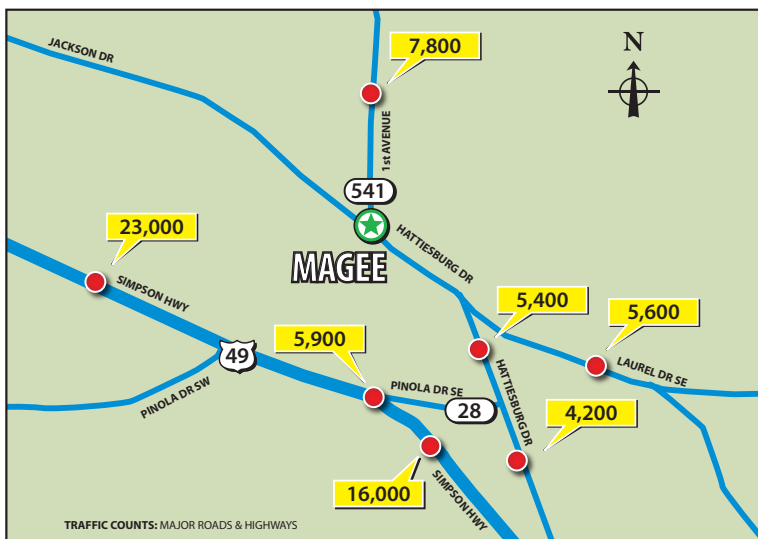 JACKSON DR
7,800
N
1st AVENUE
541
23,000
HATTIESBURG DR
MAGEE
SIMPSON HWY
5,400
5,600
5,900
49
LAUREL DR SE
PINOLA DR SW
PINOLA DR SE
28
HATTIESBURG DR
4,200
16,000
SIMPSON HWY
TRAFFIC COUNTS: MAJOR ROADS & HIGHWAYS